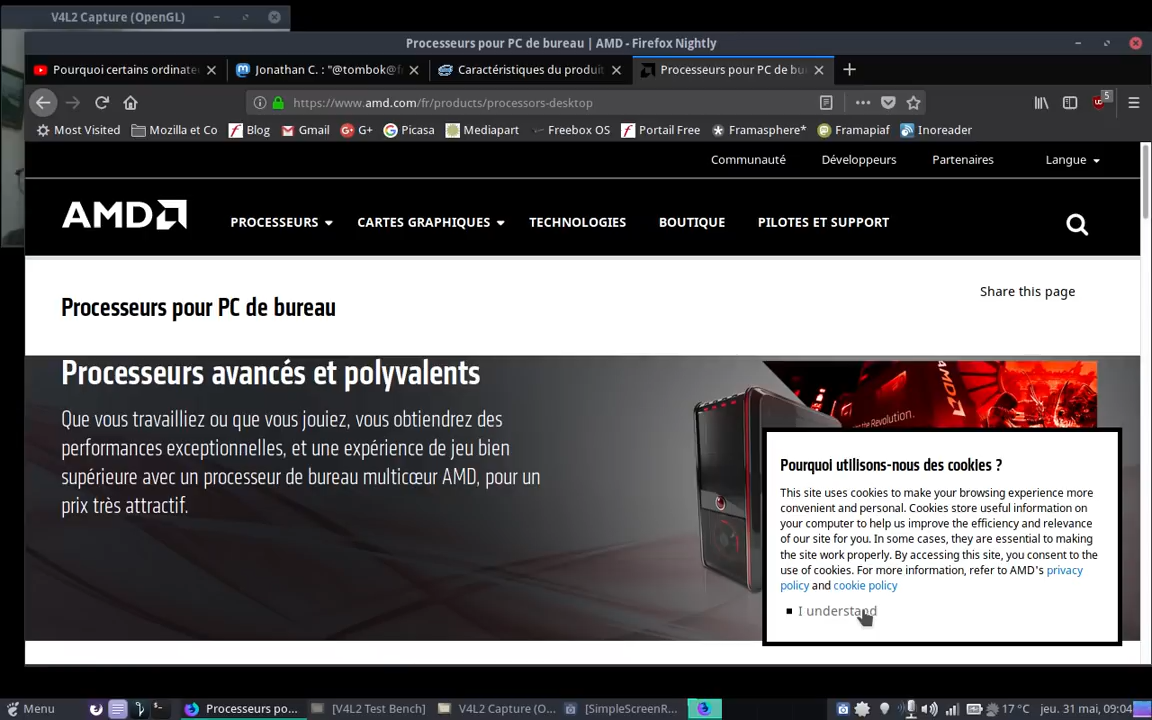 V4L2 Capture (OpenGL)
Processeurs pour PC de bureau | AMD - Firefox Nightly
Pourquoi certains ordinate
Jonathan C. : "@tombok@f
Caractéristiques du produit
Processeurs pour PC de bu
https://www.amd.com/fr/products/processors-desktop
5
Most Visited
Mozilla et Co
Blog
Gmail
G+
Picasa
Mediapart
Freebox OS
Portail Free
Framasphere*
Framapiaf
Inoreader
Communauté
Développeurs
Partenaires
Langue
AMD
PROCESSEURS
CARTES GRAPHIQUES
TECHNOLOGIES
BOUTIQUE
PILOTES ET SUPPORT
Processeurs pour PC de bureau
Share this page
Processeurs avancés et polyvalents
Que vous travailliez ou que vous jouiez, vous obtiendrez des
performances exceptionnelles, et une expérience de jeu bien
supérieure avec un processeur de bureau multicœur AMD, pour un
prix très attractif.
AMD
the Revolution.
Pourquoi utilisons-nous des cookies ?
This site uses cookies to make your browsing experience more
convenient and personal. Cookies store useful information on
your computer to help us improve the efficiency and relevance
of our site for you. In some cases, they are essential to making
the site work properly. By accessing this site, you consent to the
use of cookies. For more information, refer to AMD's privacy
policy and cookie policy
I understand
Menu
Processeurs po...
[V4L2 Test Bench]
V4L2 Capture (O...
[SimpleScreenR...
17 °C
jeu. 31 mai, 09:04